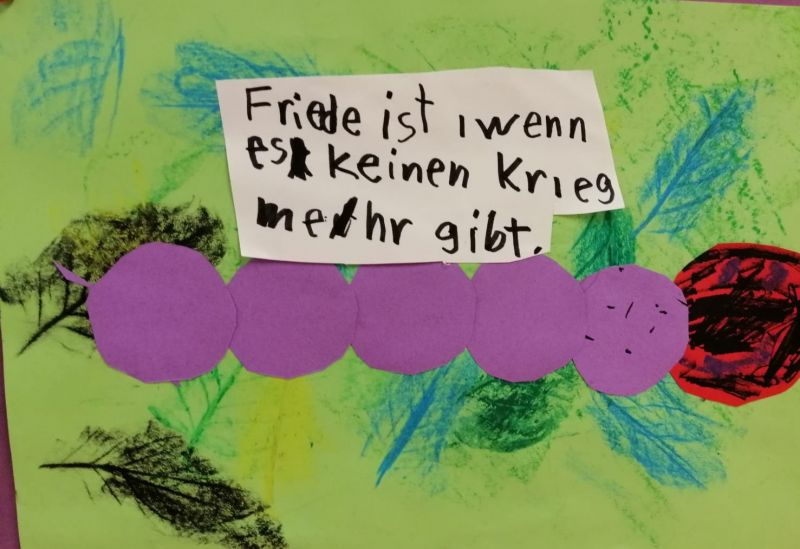 Friede ist wenn
es keinen Krieg
mehr gibt.